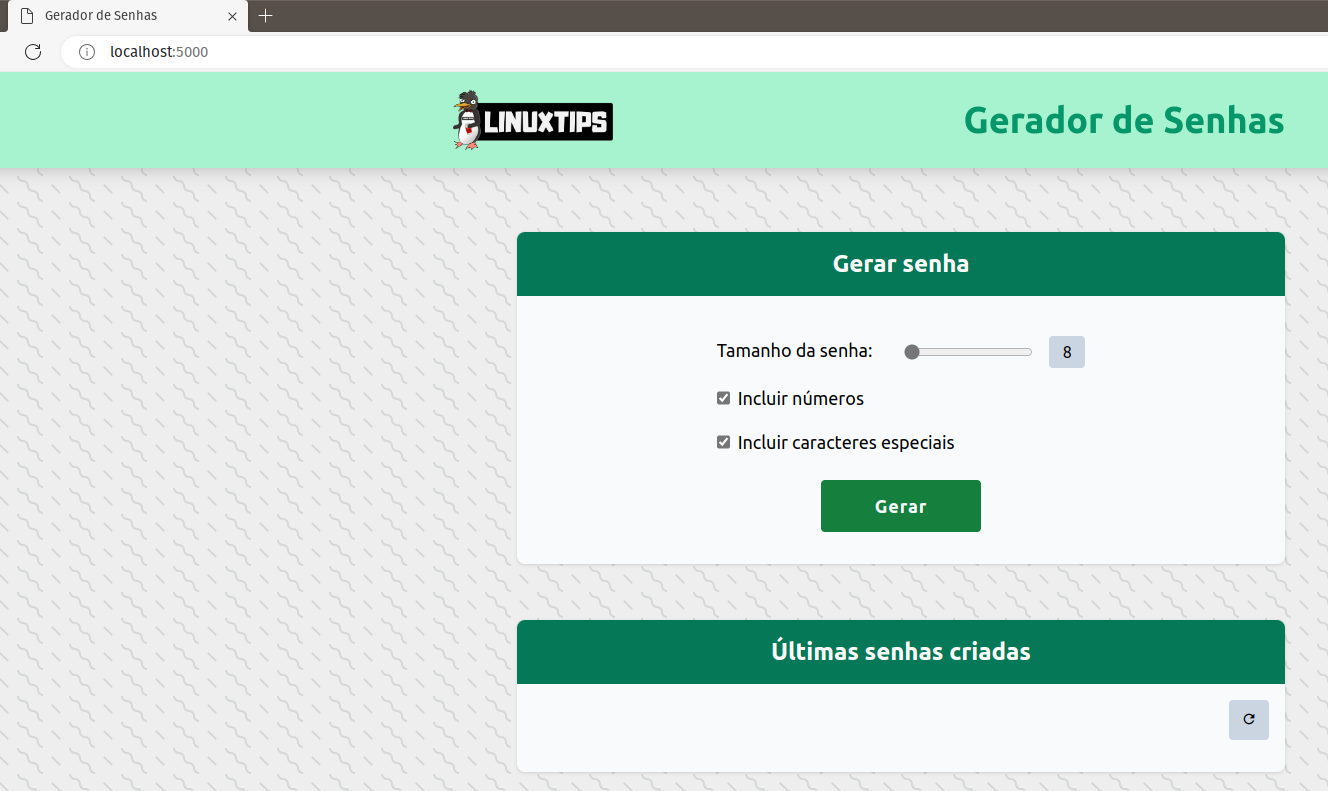 Gerador de Senhas
localhost:5000
LINUXTIPS
Gerador de Senhas
Gerar senha
Tamanho da senha: 8
Incluir números
Incluir caracteres especiais
Gerar
Últimas senhas criadas